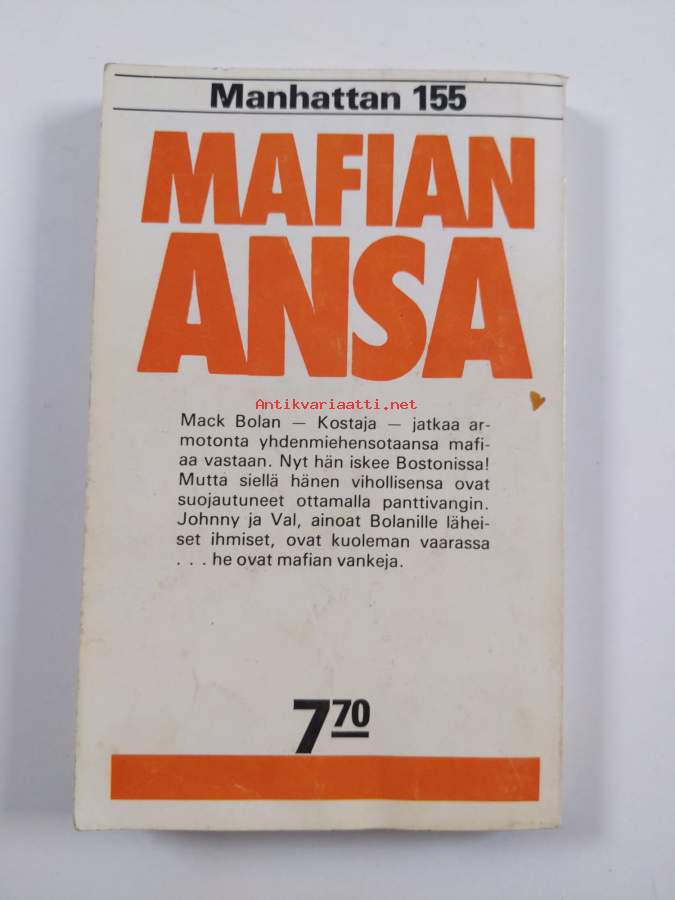 Manhattan 155
MAFIAN
ANSA
Antikvariaatti.net
Mack Bolan — Kostaja — jatkaa ar-
motonta yhdenmiehensotaansa mafi-
aa vastaan. Nyt hän iskee Bostonissa!
Mutta siellä hänen vihollisensa ovat
suojautuneet ottamalla panttivangin.
Johnny ja Val, ainoat Bolanille lähei-
set ihmiset, ovat kuoleman vaarassa
. . . he ovat mafian vankeja.
7 70